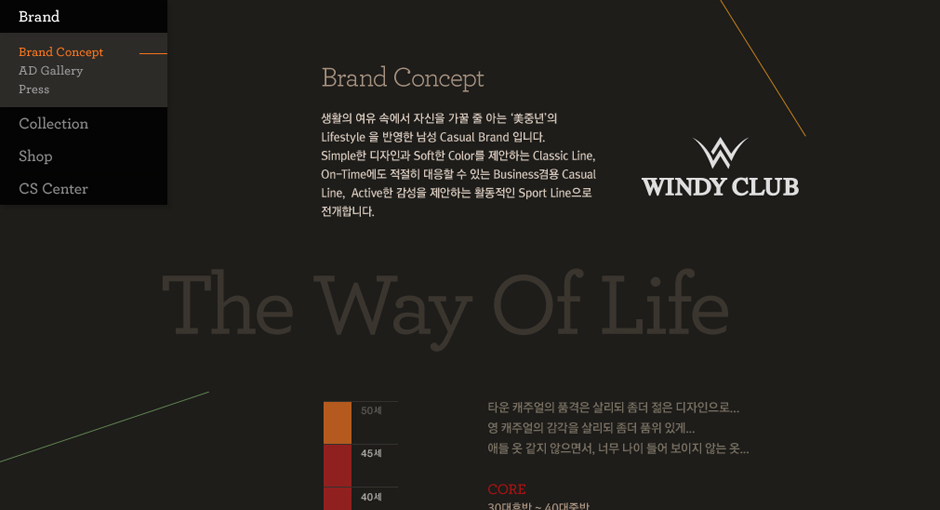 Brand
Brand Concept
AD Gallery
Press
Collection
Shop
CS Center
Brand Concept
생활의 여유 속에서 자신을 가꿀 줄 아는 '美중년'의
Lifestyle 을 반영한 남성 Casual Brand 입니다.
Simple한 디자인과 Soft한 Color를 제안하는 Classic Line,
On-Time에도 적절히 대응할 수 있는 Business겸용 Casual
Line, Active한 감성을 제안하는 활동적인 Sport Line으로
전개합니다.
WINDY CLUB
The Way Of Life
50세
45세
40세
타운 캐주얼의 품격은 살리되 좀더 젊은 디자인으로...
영 캐주얼의 감각을 살리되 좀더 품위 있게...
애들 옷 같지 않으면서, 너무 나이 들어 보이지 않는 옷...
CORE
30대후반 ~ 40대중반